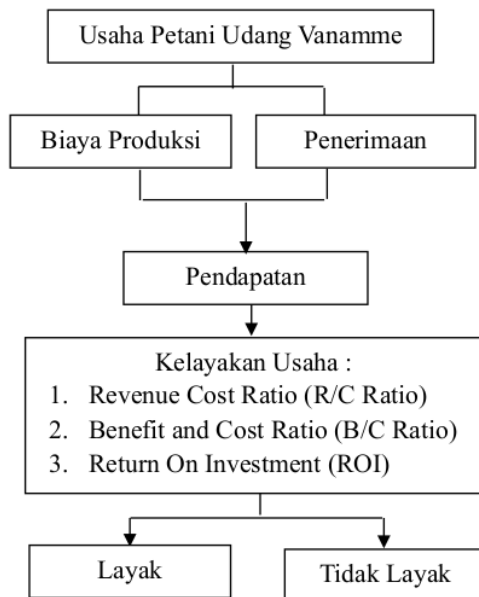 Usaha Petani Udang Vanamme
Biaya Produksi
Penerimaan
Pendapatan
Kelayakan Usaha :
1. Revenue Cost Ratio (R/C Ratio)
2. Benefit and Cost Ratio (B/C Ratio)
3. Return On Investment (ROI)
Layak
Tidak Layak